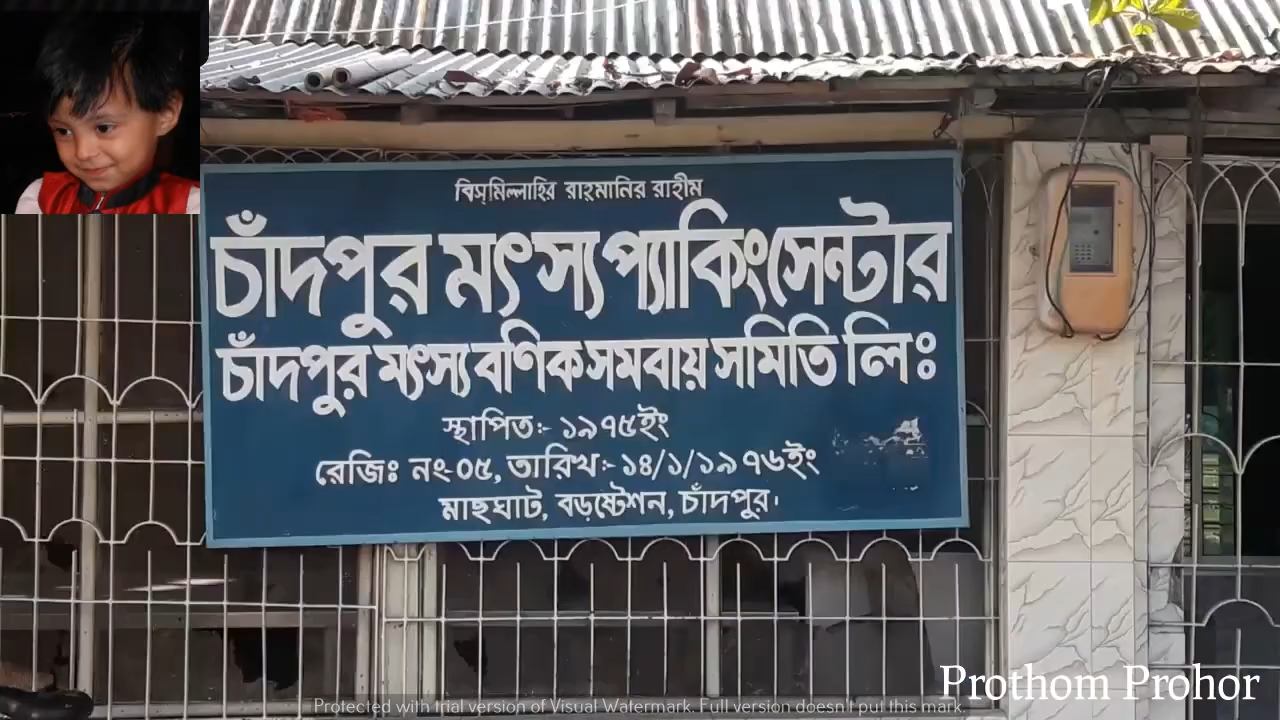 বিস্‌মিল্লাহির রাহ্‌মানির রাহীম
চাঁদপুর মৎস্য প্যাকিং সেন্টার
চাঁদপুর মৎস্য বণিক সমবায় সমিতি লিঃ
স্থাপিতঃ- ১৯৭৫ইং
রেজিঃ নং-০৫, তারিখঃ-১৪/১/১৯৭৬ইং
মাছঘাট, বড়ষ্টেশন, চাঁদপুর।
Prothom Prohor
Protected with trial version of Visual Watermark. Full version doesn't put this mark.